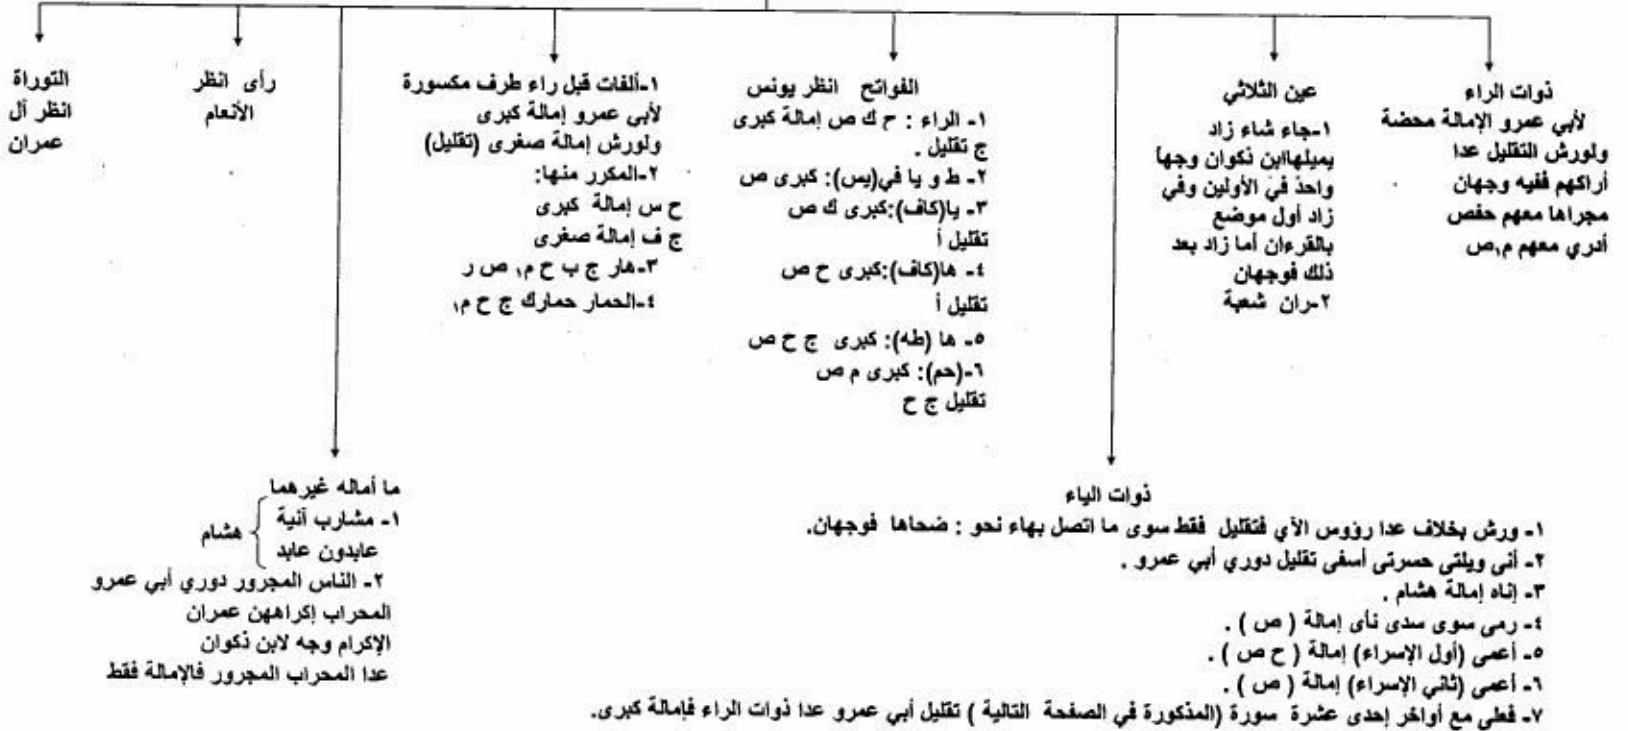 ذوات الراء
لأبي عمرو الإمالة محضة
ولورش التقليل عدا
أراكهم ففيه وجهان
مجراها معهم حفص
أدري معهم م،ص
عين الثلاثي
١-جاء شاء زاد
يميلهاابن ذكوان وجهاً
واحدً في الأولين وفي
زاد أول موضع
بالقرءان أما زاد بعد
ذلك فوجهان
٢-ران شعبة
الفواتح انظر يونس
١- الراء : ح ك ص إمالة كبرى
ج تقليل .
٢- ط و يا في(يس): كبرى ص
٣- يا(كاف):كبرى ك ص
تقليل أ
٤- ها(كاف):كبرى ح ص
تقليل أ
٥- ها (طه): كبرى ج ح ص
٦-(حم): كبرى م ص
تقليل ج ح
١-ألفات قبل راء طرف مكسورة
لأبي عمرو إمالة كبرى
ولورش إمالة صغرى (تقليل)
٢-المكرر منها:
ح س إمالة كبرى
ج ف إمالة صغرى
٣-هار ج ب ح م، ص ر
٤-الحمار حمارك ج ح م،
رأى انظر
الأنعام
التوراة
انظر آل
عمران
ذوات الياء
١- ورش بخلاف عدا رؤوس الآي فتقليل فقط سوى ما اتصل بهاء نحو : ضحاها فوجهان.
٢- أنى ويلتى حسرتى أسفى تقليل دوري أبي عمرو .
٣- إناه إمالة هشام .
٤- رمى سوى سدى نأى إمالة ( ص ) .
٥- أعمى (أول الإسراء) إمالة ( ح ص ) .
٦- أعمى (ثاني الإسراء) إمالة ( ص ) .
٧- فعلى مع أواخر إحدى عشرة سورة (المذكورة في الصفحة التالية ) تقليل أبي عمرو عدا ذوات الراء فإمالة كبرى.
ما أماله غيرهما
١- مشارب آنية
عابدون عابد
هشام
٢- الناس المجرور دوري أبي عمرو
المحراب إكراههن عمران
الإكرام وجه لابن ذكوان
عدا المحراب المجرور فالإمالة فقط